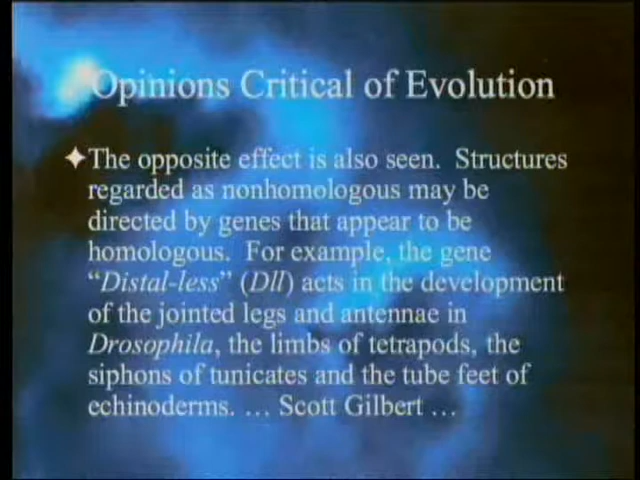 Opinions Critical of Evolution
✦The opposite effect is also seen. Structures
regarded as nonhomologous may be
directed by genes that appear to be
homologous. For example, the gene
“Distal-less” (Dll) acts in the development
of the jointed legs and antennae in
Drosophila, the limbs of tetrapods, the
siphons of tunicates and the tube feet of
echinoderms. … Scott Gilbert …